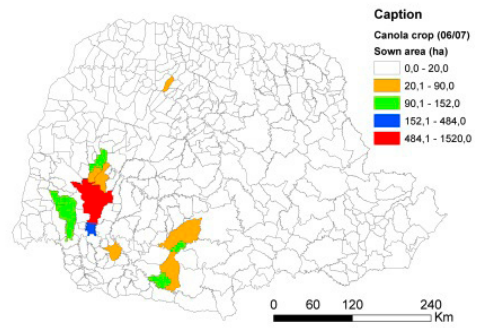 Caption
Canola crop (06/07)
Sown area (ha)
0,0 - 20,0
20,1 - 90,0
90,1 - 152,0
152,1 - 484,0
484,1 - 1520,0
0 60 120 240
Km